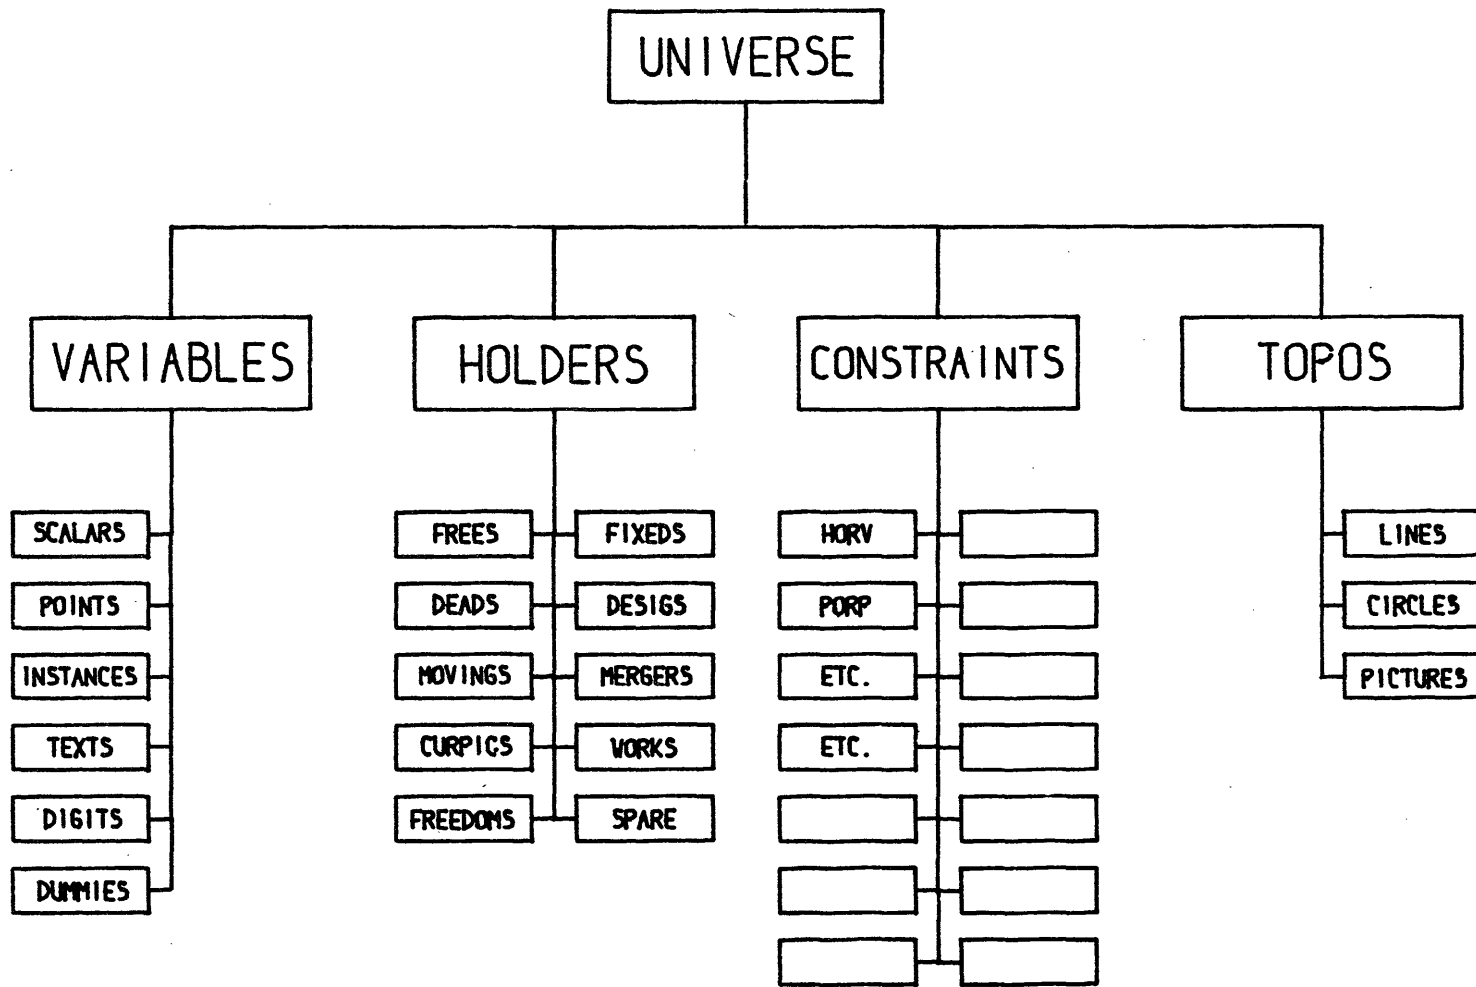 UNIVERSE
VARIABLES
HOLDERS
CONSTRAINTS
TOPOS
SCALARS
POINTS
INSTANCES
TEXTS
DIGITS
DUMMIES
FREES
FIXEDS
DEADS
DESIGS
MOVINGS
MERGERS
CURPICS
WORKS
FREEDOMS
SPARE
HORV
PORP
ETC.
ETC.
LINES
CIRCLES
PICTURES